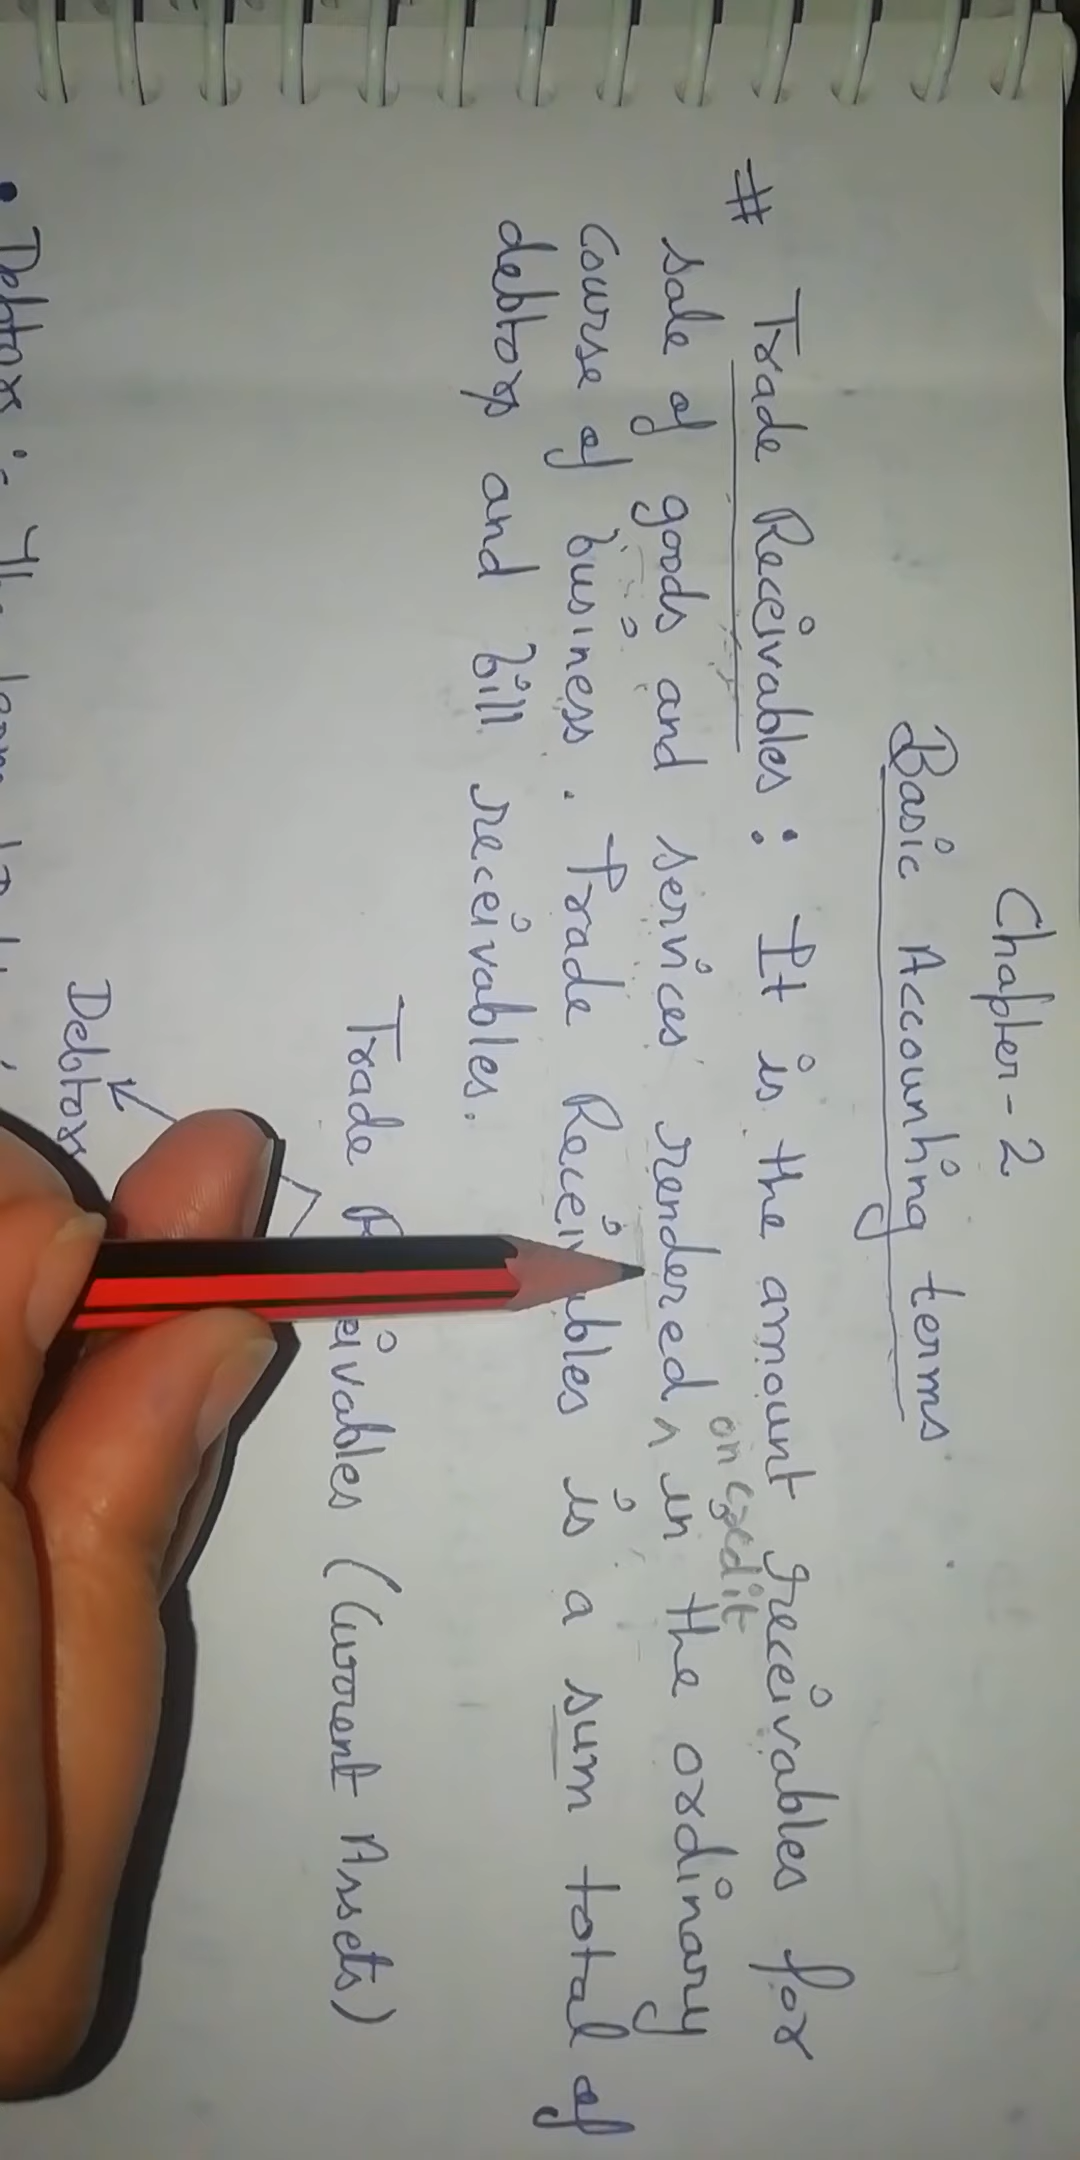 Chapter-2
Basic Accounting terms
# Trade Receivables : It is the amount receivables for
on credit
sale of goods and services rendered ^ in the ordinary
course of business. Trade Receivables is a sum total of
debtors and bill receivables.
Trade Receivables (Current Assets)
Debtors
• Debtors :- The